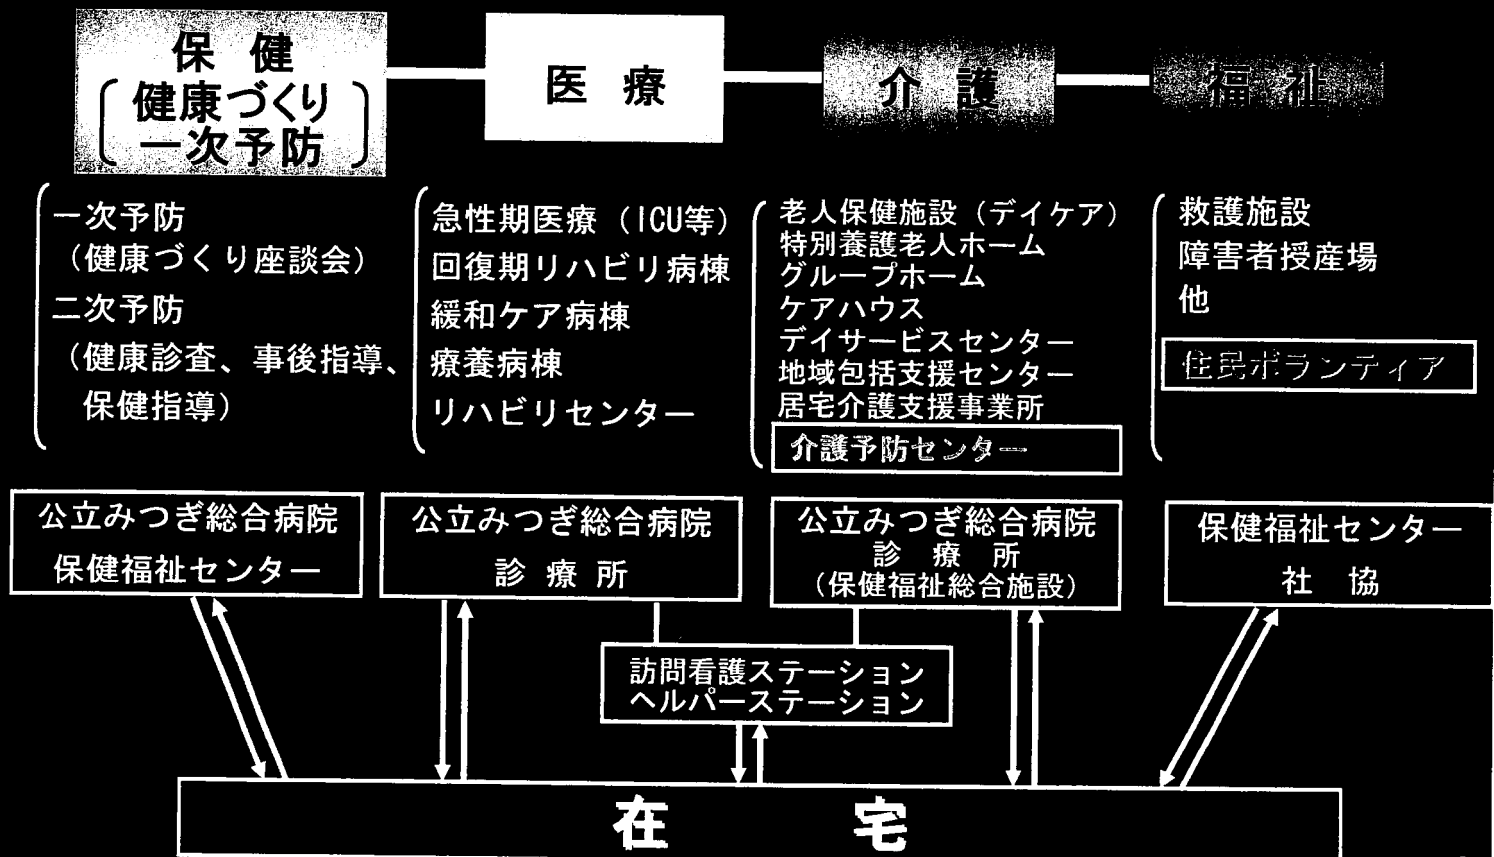 保 健
健康づくり
一次予防
医 療
介 護
福 祉
一次予防
（健康づくり座談会）
二次予防
（健康診査、事後指導、
保健指導）
急性期医療（ICU等）
回復期リハビリ病棟
緩和ケア病棟
療養病棟
リハビリセンター
老人保健施設（デイケア）
特別養護老人ホーム
グループホーム
ケアハウス
デイサービスセンター
地域包括支援センター
居宅介護支援事業所
介護予防センター
救護施設
障害者授産場
他
住民ボランティア
公立みつぎ総合病院
保健福祉センター
公立みつぎ総合病院
診 療 所
公立みつぎ総合病院
診 療 所
（保健福祉総合施設）
保健福祉センター
社 協
訪問看護ステーション
ヘルパーステーション
在 宅